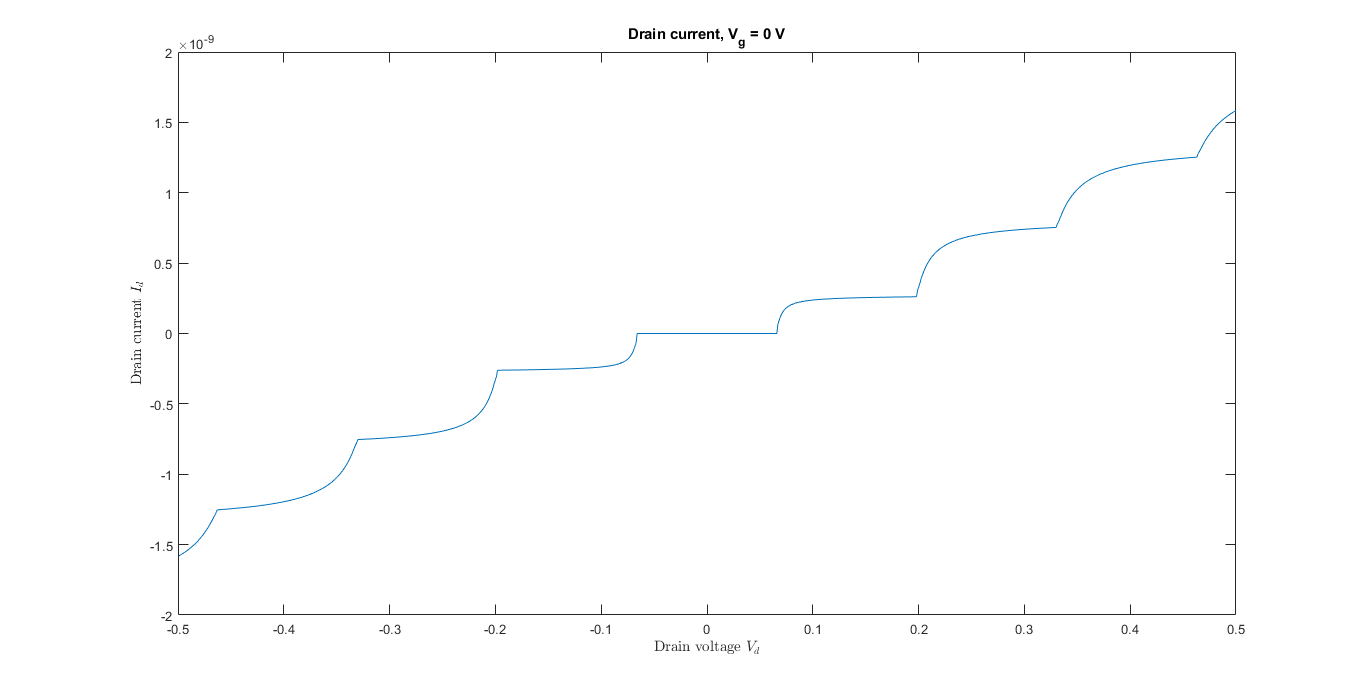 Drain current, V_g = 0 V
×10^-9
2
1.5
1
0.5
0
-0.5
-1
-1.5
-2
Drain current I_d
-0.5 -0.4 -0.3 -0.2 -0.1 0 0.1 0.2 0.3 0.4 0.5
Drain voltage V_d